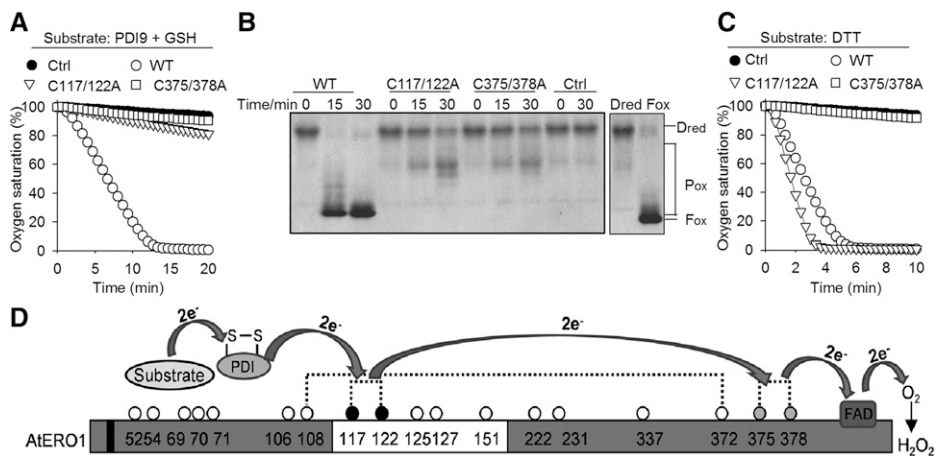 A
Substrate: PDI9 + GSH
Ctrl WT
C117/122A C375/378A
Oxygen saturation (%)
100
80
60
40
20
0
0 5 10 15 20
Time (min)
B
WT C117/122A C375/378A Ctrl
Time/min 0 15 30 0 15 30 0 15 30 0 30 Dred Fox
Dred
Pox
Fox
C
Substrate: DTT
Ctrl WT
C117/122A C375/378A
Oxygen saturation (%)
100
80
60
40
20
0
0 2 4 6 8 10
Time (min)
D
2e-
S-S
2e-
2e-
2e-
2e-
Substrate
PDI
FAD
O2
H2O2
AtERO1
5254 69 70 71 106 108 117 122 125 127 151 222 231 337 372 375 378